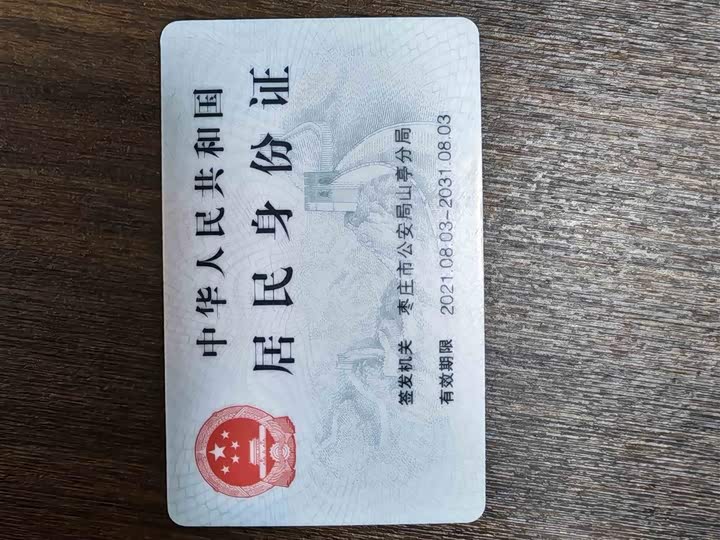 中华人民共和国
居民身份证
签发机关 枣庄市公安局山亭分局
有效期限 2021.08.03-2031.08.03